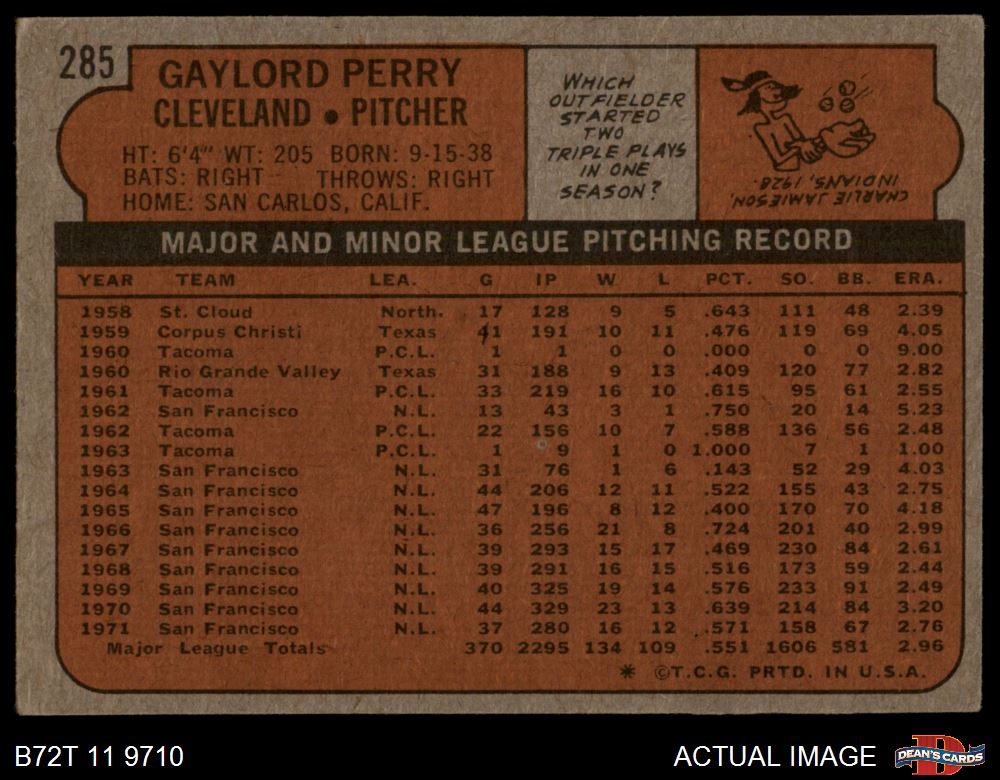 285
GAYLORD PERRY
CLEVELAND • PITCHER
HT: 6'4" WT: 205 BORN: 9-15-38
BATS: RIGHT THROWS: RIGHT
HOME: SAN CARLOS, CALIF.
WHICH
OUTFIELDER
STARTED
TWO
TRIPLE PLAYS
IN ONE
SEASON?
CHARLIE JAMIESON,
INDIANS, 1928.
MAJOR AND MINOR LEAGUE PITCHING RECORD
YEAR TEAM LEA. G IP W L PCT. SO. BB. ERA.
1958 St. Cloud North. 17 128 9 5 .643 111 48 2.39
1959 Corpus Christi Texas 41 191 10 11 .476 119 69 4.05
1960 Tacoma P.C.L. 1 1 0 0 .000 0 0 9.00
1960 Rio Grande Valley Texas 31 188 9 13 .409 120 77 2.82
1961 Tacoma P.C.L. 33 219 16 10 .615 95 61 2.55
1962 San Francisco N.L. 13 43 3 1 .750 20 14 5.23
1962 Tacoma P.C.L. 22 156 10 7 .588 136 56 2.48
1963 Tacoma P.C.L. 1 9 1 0 1.000 7 1 1.00
1963 San Francisco N.L. 31 76 1 6 .143 52 29 4.03
1964 San Francisco N.L. 44 206 12 11 .522 155 43 2.75
1965 San Francisco N.L. 47 196 8 12 .400 170 70 4.18
1966 San Francisco N.L. 36 256 21 8 .724 201 40 2.99
1967 San Francisco N.L. 39 293 15 17 .469 230 84 2.61
1968 San Francisco N.L. 39 291 16 15 .516 173 59 2.44
1969 San Francisco N.L. 40 325 19 14 .576 233 91 2.49
1970 San Francisco N.L. 44 329 23 13 .639 214 84 3.20
1971 San Francisco N.L. 37 280 16 12 .571 158 67 2.76
Major League Totals 370 2295 134 109 .551 1606 581 2.96
* ©T.C.G. PRTD. IN U.S.A.
B72T 11 9710
ACTUAL IMAGE
DEAN'S CARDS